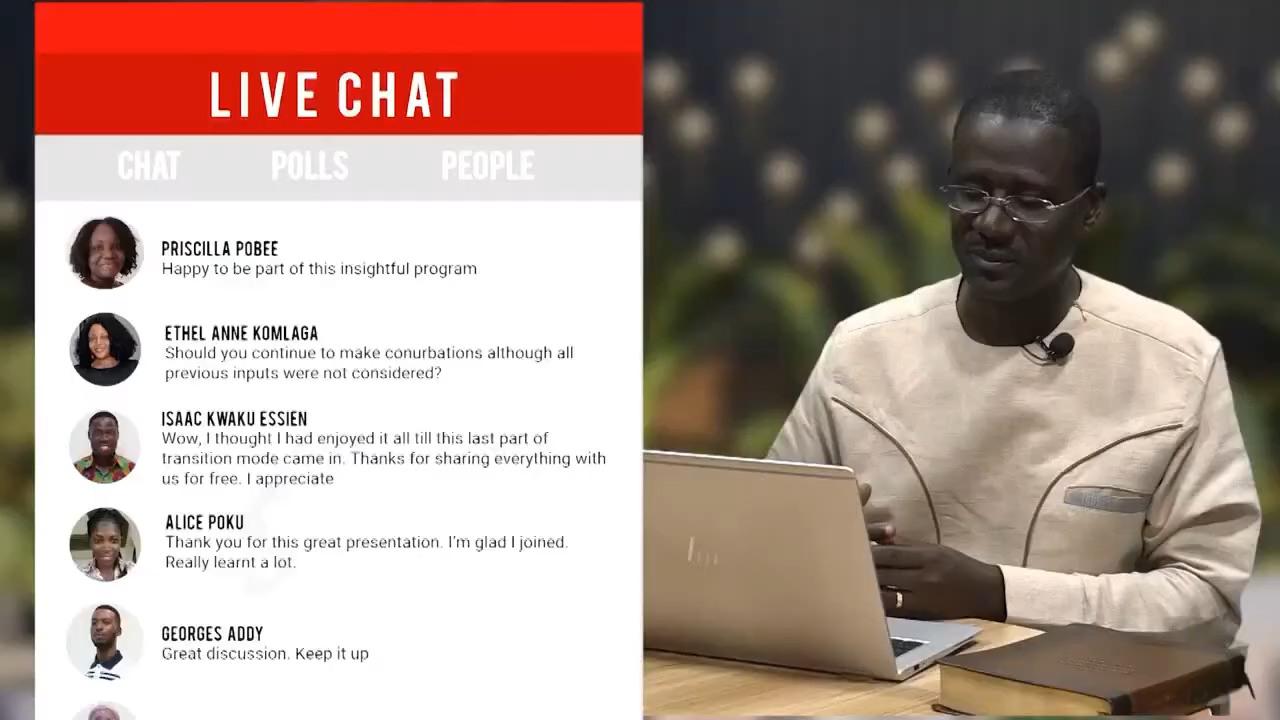 LIVE CHAT
CHAT POLLS PEOPLE
PRISCILLA POBEE
Happy to be part of this insightful program
ETHEL ANNE KOMLAGA
Should you continue to make conurbations although all
previous inputs were not considered?
ISAAC KWAKU ESSIEN
Wow, I thought I had enjoyed it all till this last part of
transition mode came in. Thanks for sharing everything with
us for free. I appreciate
ALICE POKU
Thank you for this great presentation. I'm glad I joined.
Really learnt a lot.
GEORGES ADDY
Great discussion. Keep it up
hp